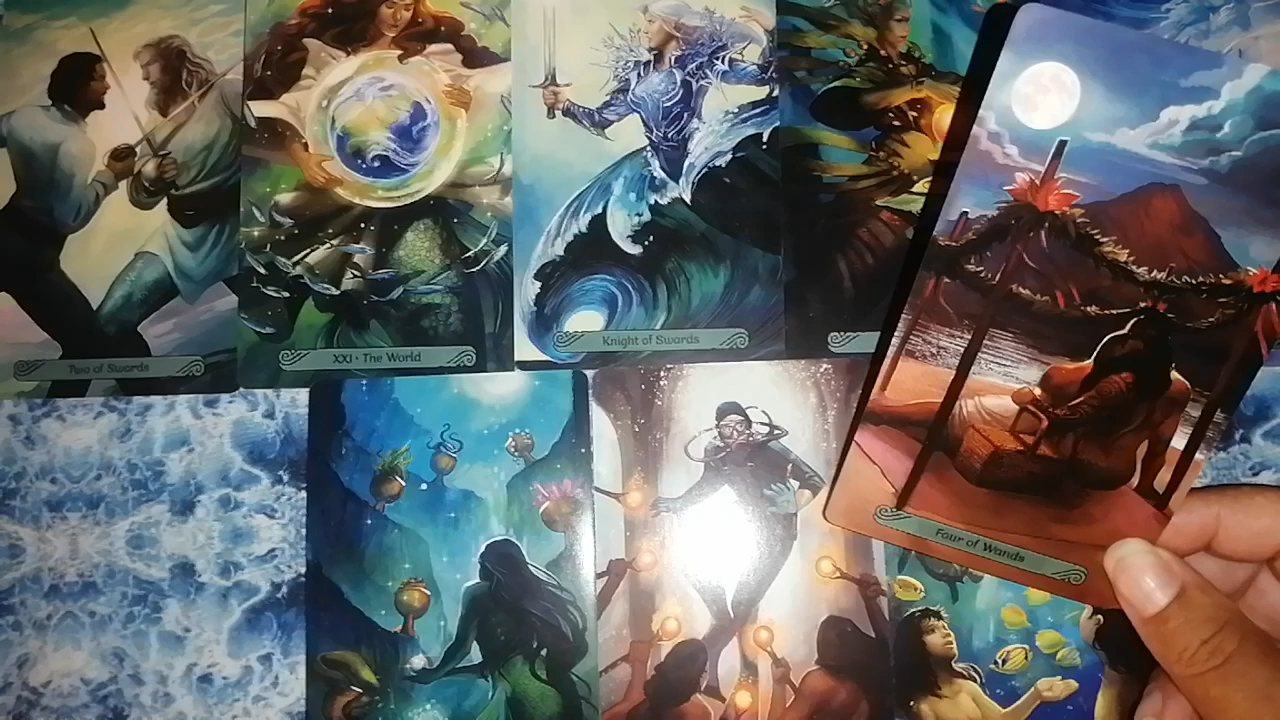 Two of Swords
XXI • The World
Knight of Swords
Four of Wands